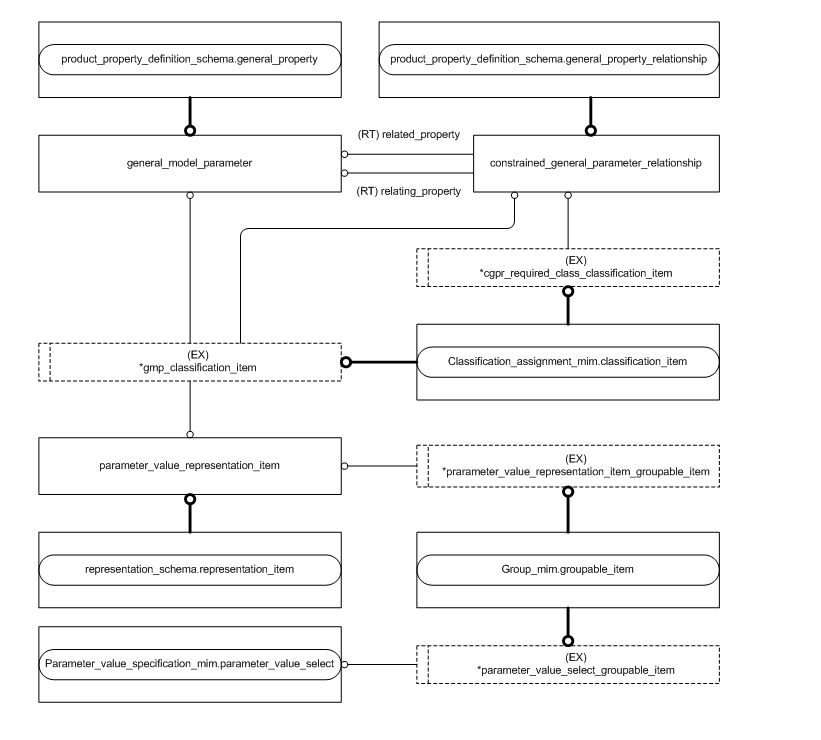 product_property_definition_schema.general_property
product_property_definition_schema.general_property_relationship
(RT) related_property
general_model_parameter
constrained_general_parameter_relationship
(RT) relating_property
(EX)
*cgpr_required_class_classification_item
(EX)
*gmp_classification_item
Classification_assignment_mim.classification_item
parameter_value_representation_item
(EX)
*prarameter_value_representation_item_groupable_item
representation_schema.representation_item
Group_mim.groupable_item
Parameter_value_specification_mim.parameter_value_select
(EX)
*parameter_value_select_groupable_item